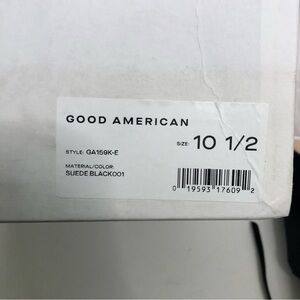 GOOD AMERICAN
STYLE: GA159K-E
SIZE: 10 1/2
MATERIAL/COLOR:
SUEDE BLACK001
0 19593 17609 2